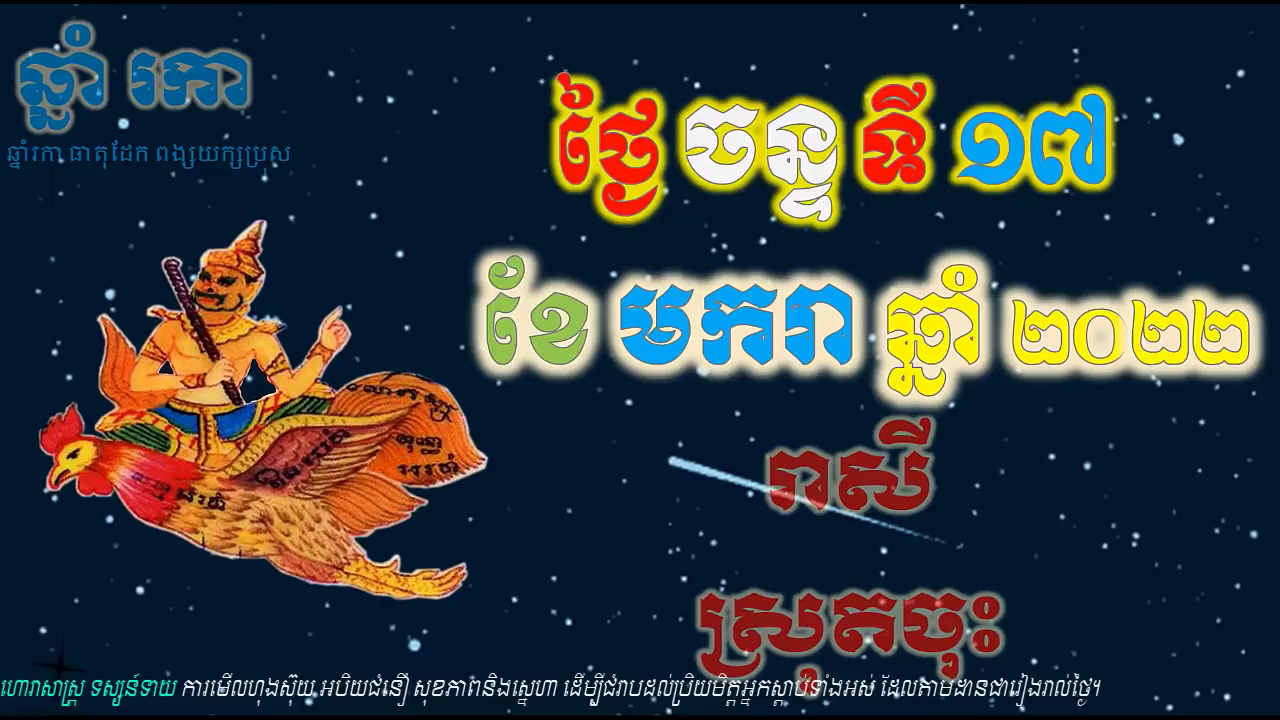 ឆ្នាំ រកា
ឆ្នាំរកា ធាតុដែក ពង្សយក្សប្រុស
ថ្ងៃ ចន្ទ ទី ១៧
ខែ មករា ឆ្នាំ ២០២២
រាសី
ស្រុតចុះ
ហោរាសាស្ត្រ ទស្សន៍ទាយ ការមើលហុងស៊ុយ អបិយជំនឿ សុខភាពនិងស្នេហា ដើម្បីជំរាបដល់ប្រិយមិត្តអ្នកស្តាប់ទាំងអស់ ដែលតាមដានជារៀងរាល់ថ្ងៃ។